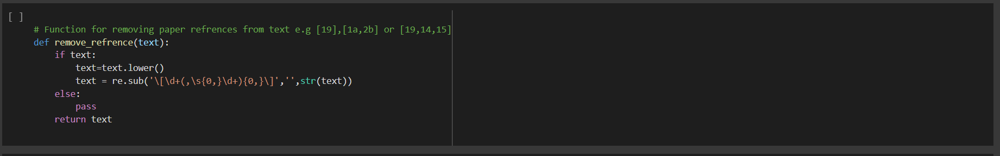 [ ]
# Function for removing paper refrences from text e.g [19],[1a,2b] or [19,14,15]
def remove_refrence(text):
    if text:
        text=text.lower()
        text = re.sub('\[\d+(,\s{0,}\d+){0,}\]','',str(text))
    else:
        pass
    return text